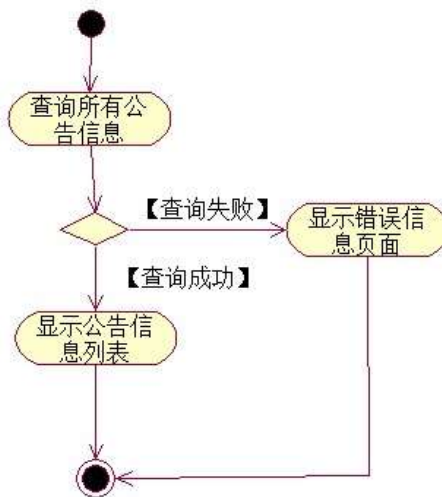 查询所有公
告信息
【查询失败】
显示错误信
息页面
【查询成功】
显示公告信
息列表